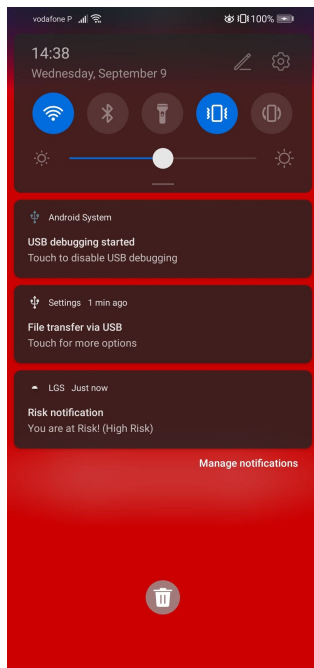 vodafone P 100%
14:38
Wednesday, September 9
Android System
USB debugging started
Touch to disable USB debugging
Settings 1 min ago
File transfer via USB
Touch for more options
LGS Just now
Risk notification
You are at Risk! (High Risk)
Manage notifications